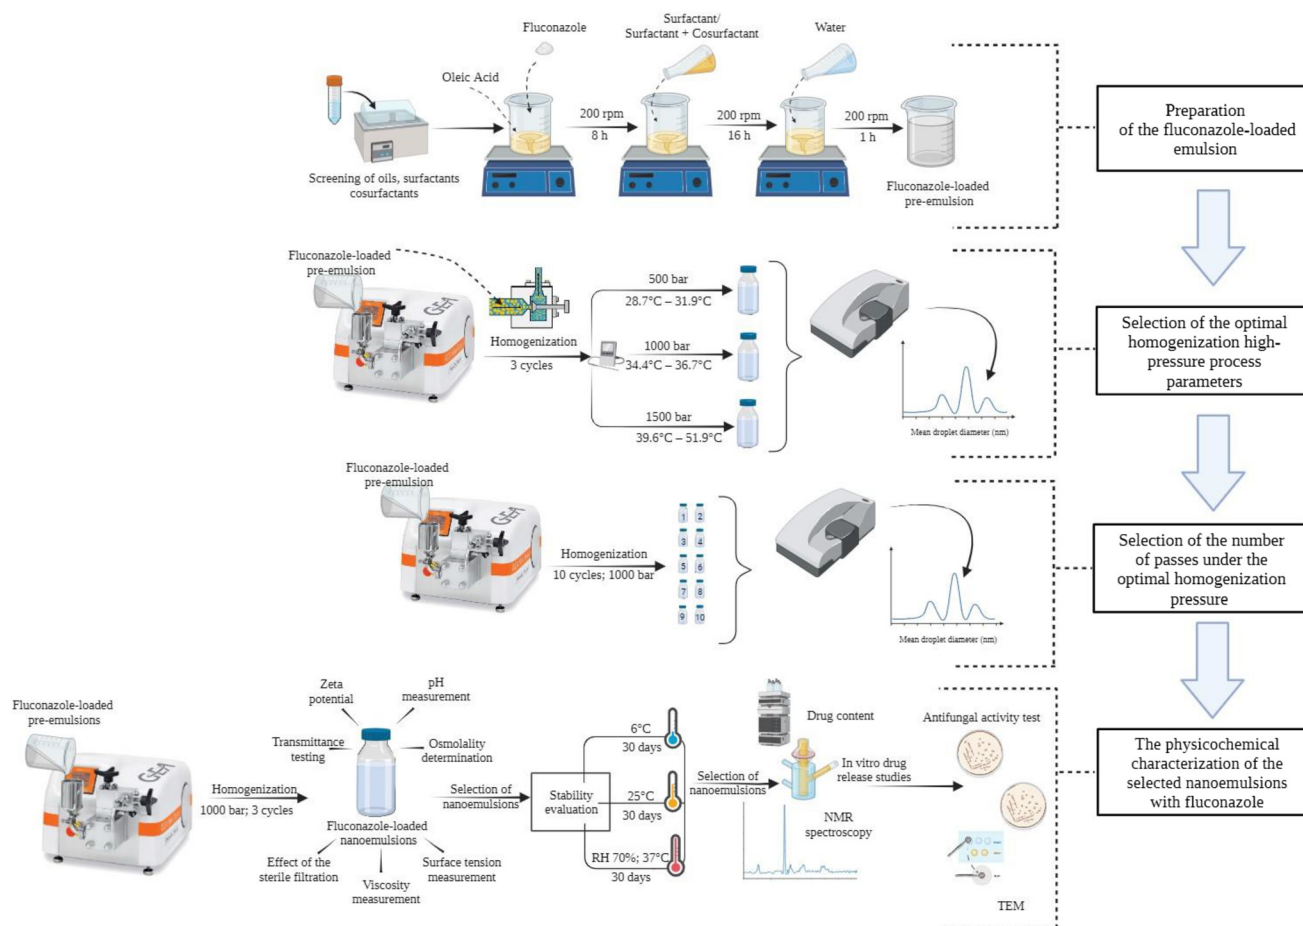 Fluconazole
Surfactant/
Surfactant + Cosurfactant
Water
Oleic Acid
200 rpm
8 h
200 rpm
16 h
200 rpm
1 h
Screening of oils, surfactants
cosurfactants
Fluconazole-loaded
pre-emulsion
Preparation
of the fluconazole-loaded
emulsion
Fluconazole-loaded
pre-emulsion
GEA
Homogenization
3 cycles
500 bar
28.7°C – 31.9°C
1000 bar
34.4°C – 36.7°C
1500 bar
39.6°C – 51.9°C
Mean droplet diameter (nm)
Selection of the optimal
homogenization high-
pressure process
parameters
Fluconazole-loaded
pre-emulsion
GEA
Homogenization
10 cycles; 1000 bar
1 2
3 4
5 6
7 8
9 10
Mean droplet diameter (nm)
Selection of the number
of passes under the
optimal homogenization
pressure
Fluconazole-loaded
pre-emulsions
GEA
Homogenization
1000 bar; 3 cycles
Zeta
potential
pH
measurement
Transmittance
testing
Osmolality
determination
Fluconazole-loaded
nanoemulsions
Effect of the
sterile filtration
Viscosity
measurement
Surface tension
measurement
Selection of
nanoemulsions
Stability
evaluation
6°C
30 days
25°C
30 days
RH 70%; 37°C
30 days
Selection of
nanoemulsions
Drug content
In vitro drug
release studies
NMR
spectroscopy
Antifungal activity test
TEM
The physicochemical
characterization of the
selected nanoemulsions
with fluconazole